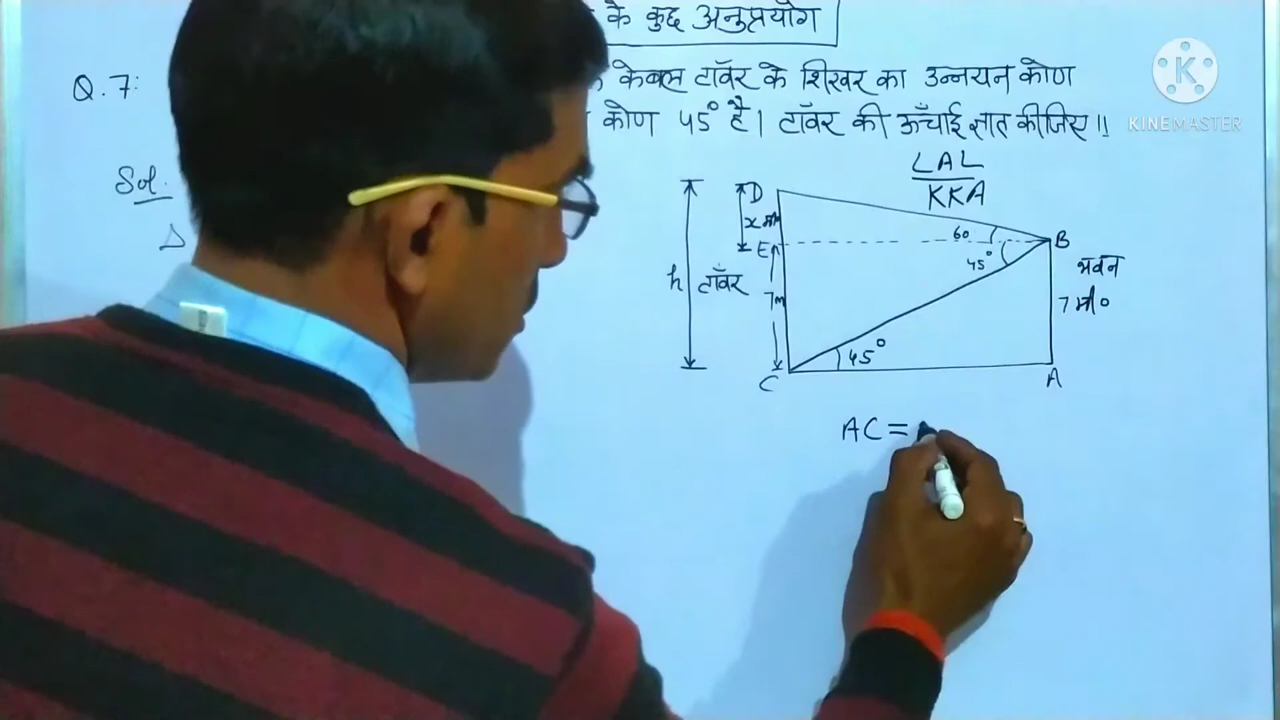 के कुछ अनुप्रयोग
Q. 7:
केबल टॉवर के शिखर का उन्नयन कोण
कोण 45° है। टॉवर की ऊँचाई ज्ञात कीजिए॥
K
KINEMASTER
Sol.
LAL
KKA
D
x मी
60
E
B
45°
भवन
h
टॉवर
7m
7 मी०
45°
C
A
AC =